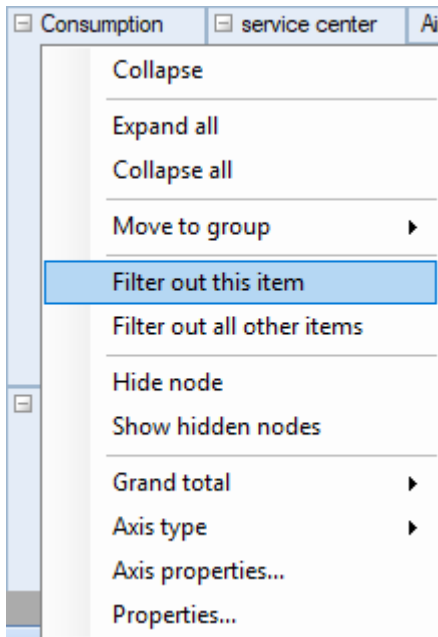 Consumption service center Ai
Collapse
Expand all
Collapse all
Move to group
Filter out this item
Filter out all other items
Hide node
Show hidden nodes
Grand total
Axis type
Axis properties...
Properties...